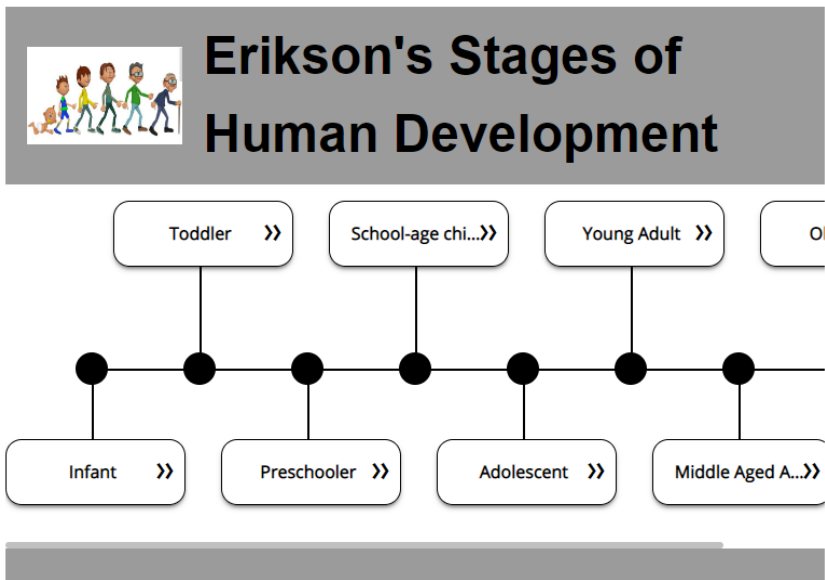 Erikson's Stages of
Human Development
Toddler
School-age chi...
Young Adult
Infant
Preschooler
Adolescent
Middle Aged A...